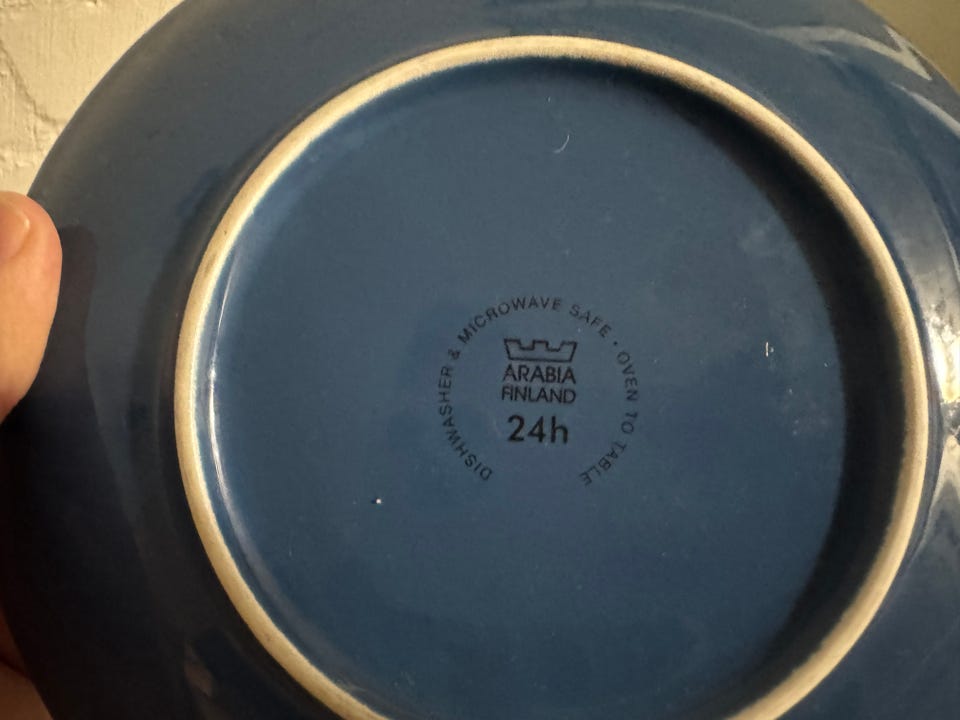 DISHWASHER & MICROWAVE SAFE · OVEN TO TABLE
ARABIA
FINLAND
24h